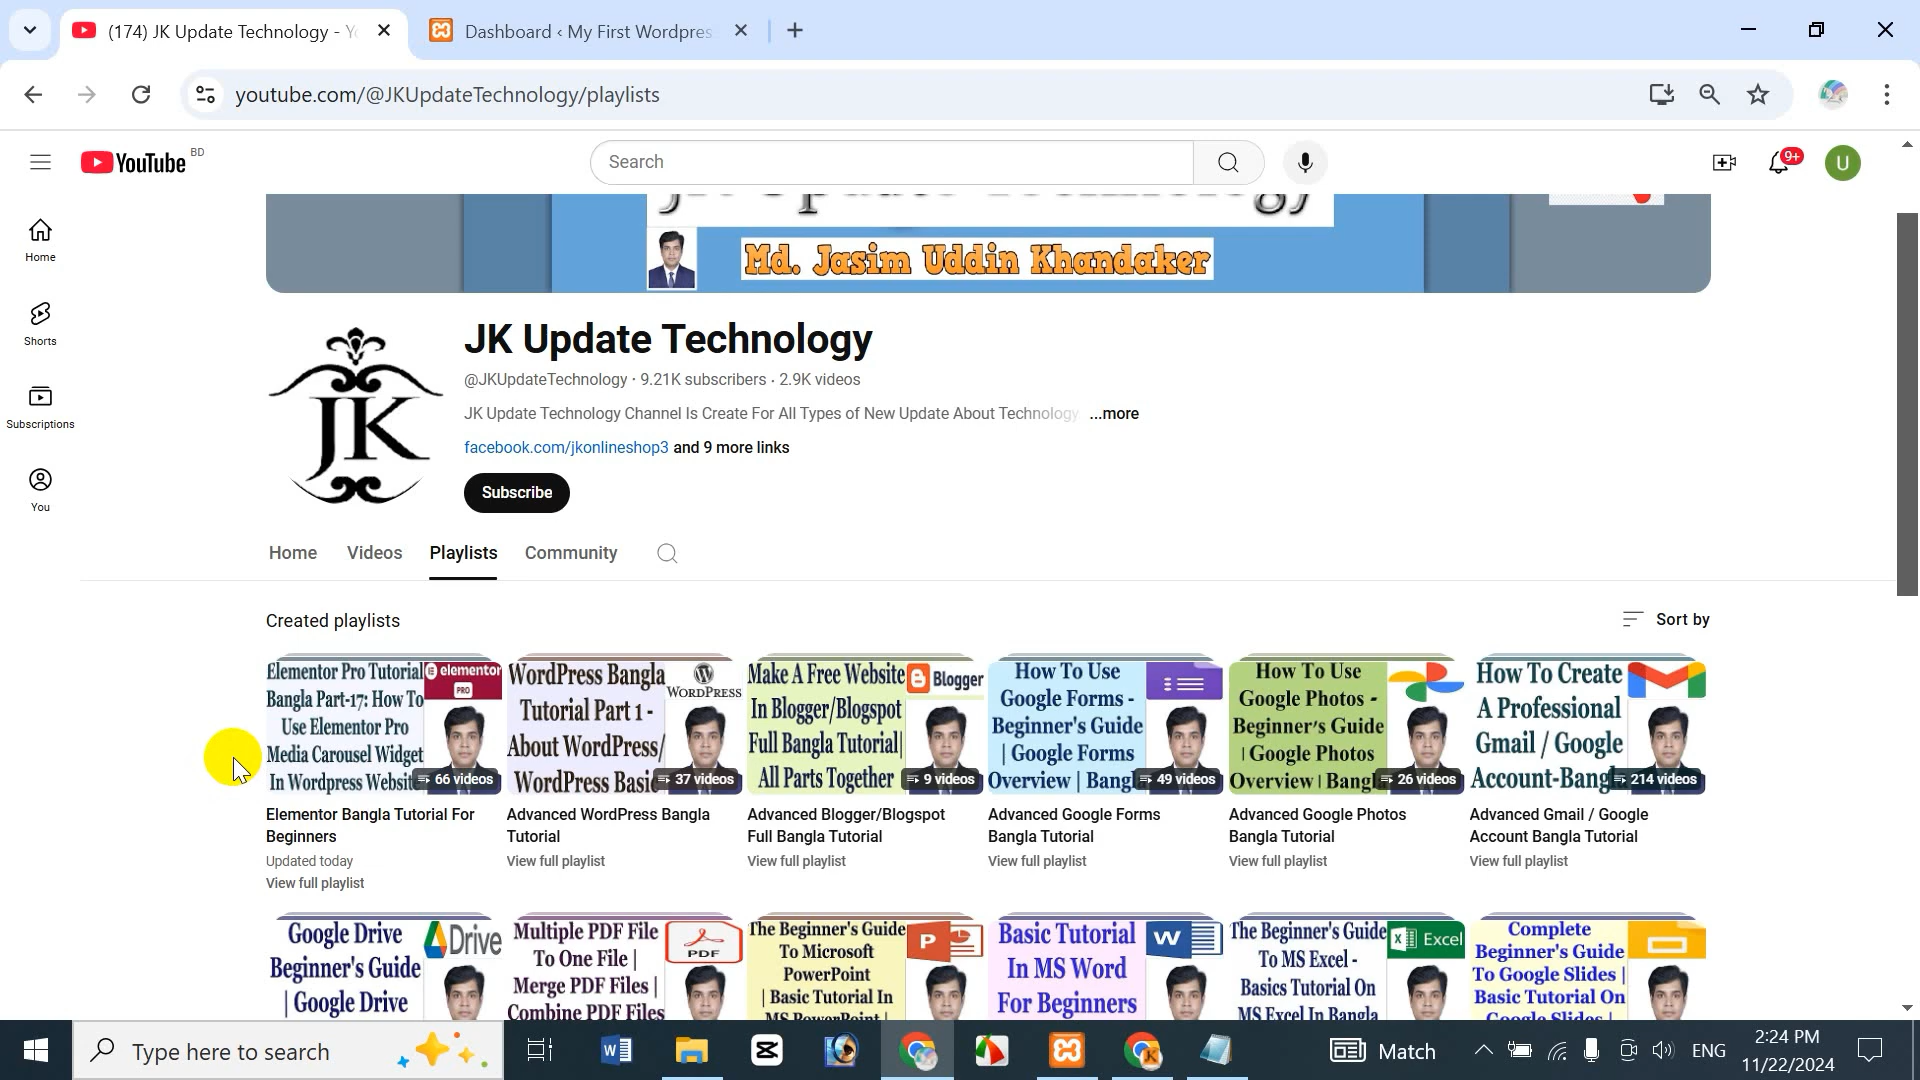 (174) JK Update Technology - Yo
Dashboard ‹ My First Wordpres
youtube.com/@JKUpdateTechnology/playlists
YouTube BD
Search
9+
U
JK Update Technology
Md. Jasim Uddin Khandaker
Home
Shorts
Subscriptions
You
JK
JK Update Technology
@JKUpdateTechnology · 9.21K subscribers · 2.9K videos
JK Update Technology Channel Is Create For All Types of New Update About Technology ...more
facebook.com/jkonlineshop3 and 9 more links
Subscribe
Home Videos Playlists Community
Created playlists
Sort by
Elementor Pro Tutorial
Bangla Part-17: How To
Use Elementor Pro
Media Carousel Widget
In Wordpress Website
elementor
PRO
66 videos
WordPress Bangla
Tutorial Part 1 -
About WordPress/
WordPress Basic
WORDPRESS
37 videos
Make A Free Website
In Blogger/Blogspot
Full Bangla Tutorial|
All Parts Together
Blogger
9 videos
How To Use
Google Forms -
Beginner's Guide
| Google Forms
Overview | Bangl
49 videos
How To Use
Google Photos -
Beginner's Guide
| Google Photos
Overview | Bangl
26 videos
How To Create
A Professional
Gmail / Google
Account-Bang
214 videos
Elementor Bangla Tutorial For
Beginners
Updated today
View full playlist
Advanced WordPress Bangla
Tutorial
View full playlist
Advanced Blogger/Blogspot
Full Bangla Tutorial
View full playlist
Advanced Google Forms
Bangla Tutorial
View full playlist
Advanced Google Photos
Bangla Tutorial
View full playlist
Advanced Gmail / Google
Account Bangla Tutorial
View full playlist
Google Drive
Beginner's Guide
| Google Drive
Drive
Multiple PDF File
To One File |
Merge PDF Files |
Combine PDF Files
PDF
The Beginner's Guide
To Microsoft
PowerPoint
| Basic Tutorial In
MS PowerPoint |
P
Basic Tutorial
In MS Word
For Beginners
W
The Beginner's Guide
To MS Excel -
Basics Tutorial On
MS Excel In Bangla
Excel
Complete
Beginner's Guide
To Google Slides |
Basic Tutorial On
Google Slides |
Type here to search
Match
ENG
2:24 PM
11/22/2024